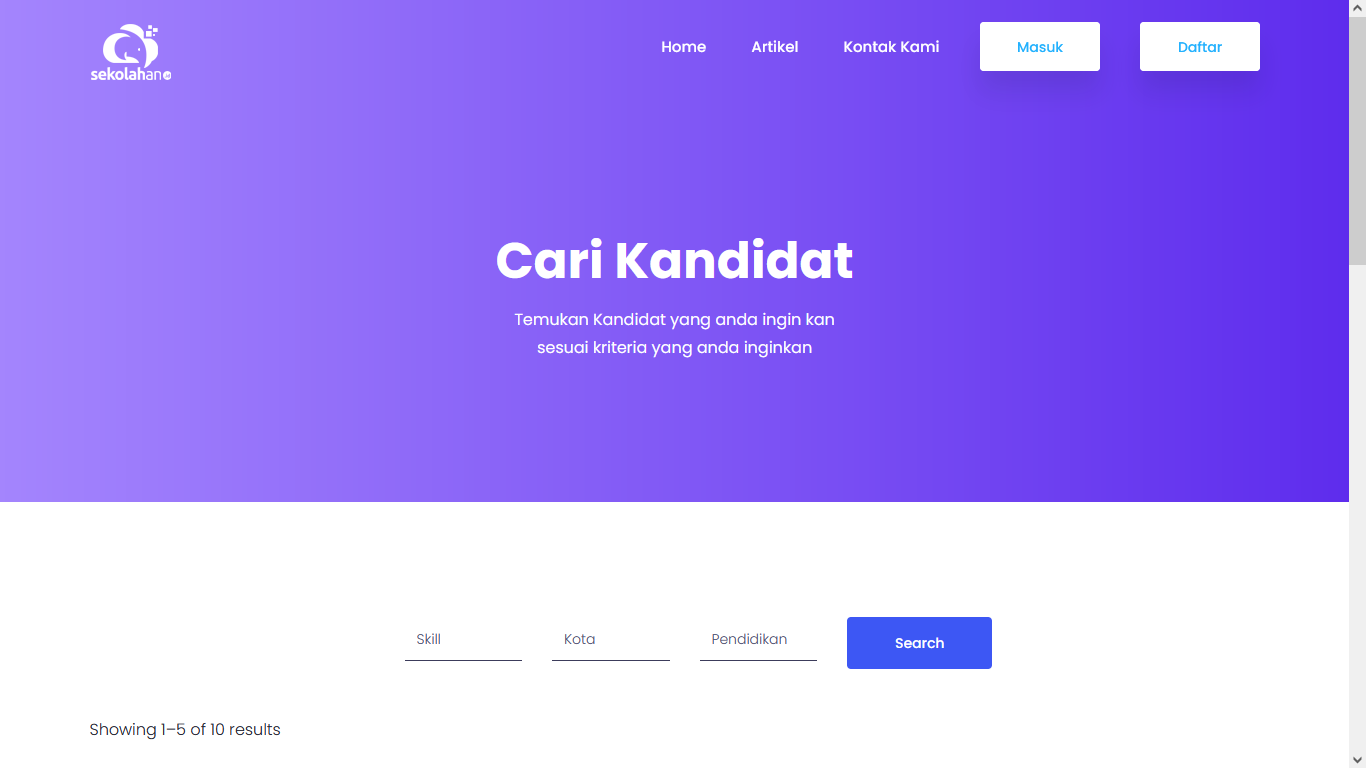 sekolahan
Home
Artikel
Kontak Kami
Masuk
Daftar
Cari Kandidat
Temukan Kandidat yang anda ingin kan
sesuai kriteria yang anda inginkan
Skill
Kota
Pendidikan
Search
Showing 1–5 of 10 results